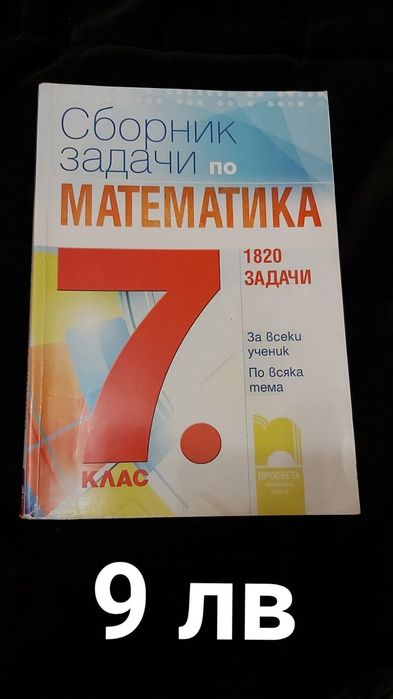 Сборник
задачи по
МАТЕМАТИКА
7.
КЛАС
1820
ЗАДАЧИ
За всеки
ученик
По всяка
тема
ПРОСВЕТА
9 лв